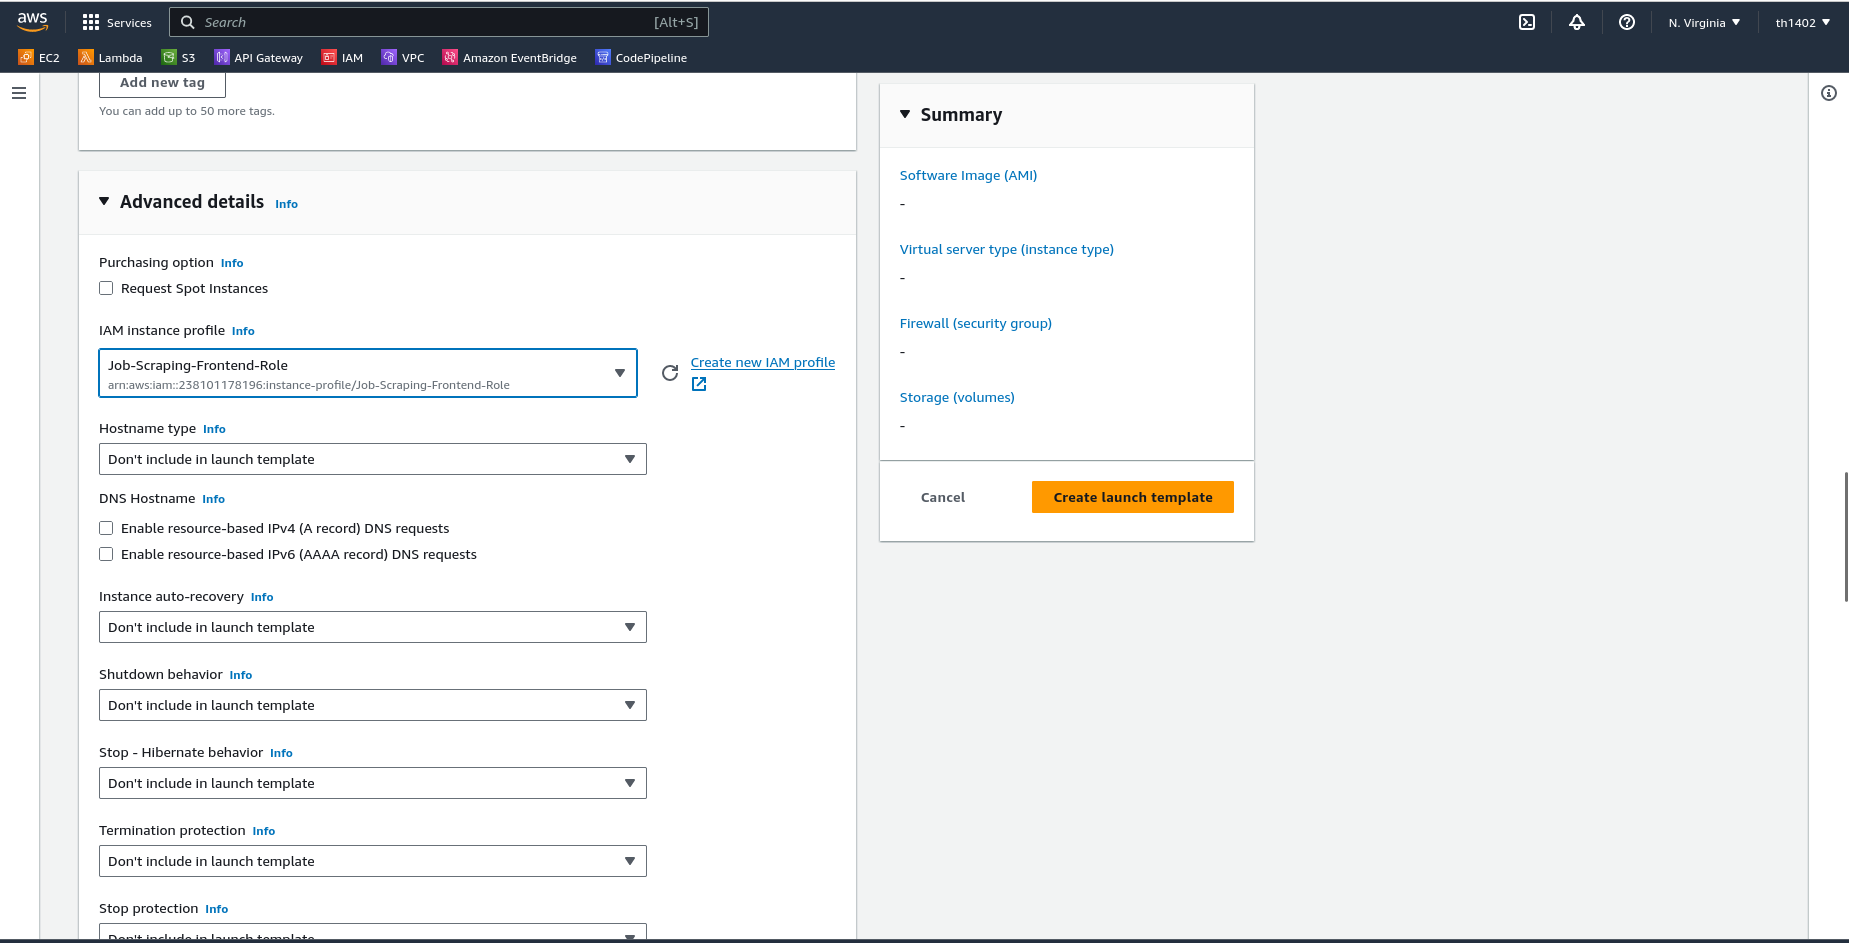 aws
Services
Search
[Alt+S]
N. Virginia
th1402
EC2
Lambda
S3
API Gateway
IAM
VPC
Amazon EventBridge
CodePipeline
Add new tag
You can add up to 50 more tags.
Advanced details Info
Purchasing option Info
Request Spot Instances
IAM instance profile Info
Job-Scraping-Frontend-Role
arn:aws:iam::238101178196:instance-profile/Job-Scraping-Frontend-Role
Create new IAM profile
Hostname type Info
Don't include in launch template
DNS Hostname Info
Enable resource-based IPv4 (A record) DNS requests
Enable resource-based IPv6 (AAAA record) DNS requests
Instance auto-recovery Info
Don't include in launch template
Shutdown behavior Info
Don't include in launch template
Stop - Hibernate behavior Info
Don't include in launch template
Termination protection Info
Don't include in launch template
Stop protection Info
Don't include in launch template
Summary
Software Image (AMI)
-
Virtual server type (instance type)
-
Firewall (security group)
-
Storage (volumes)
-
Cancel
Create launch template